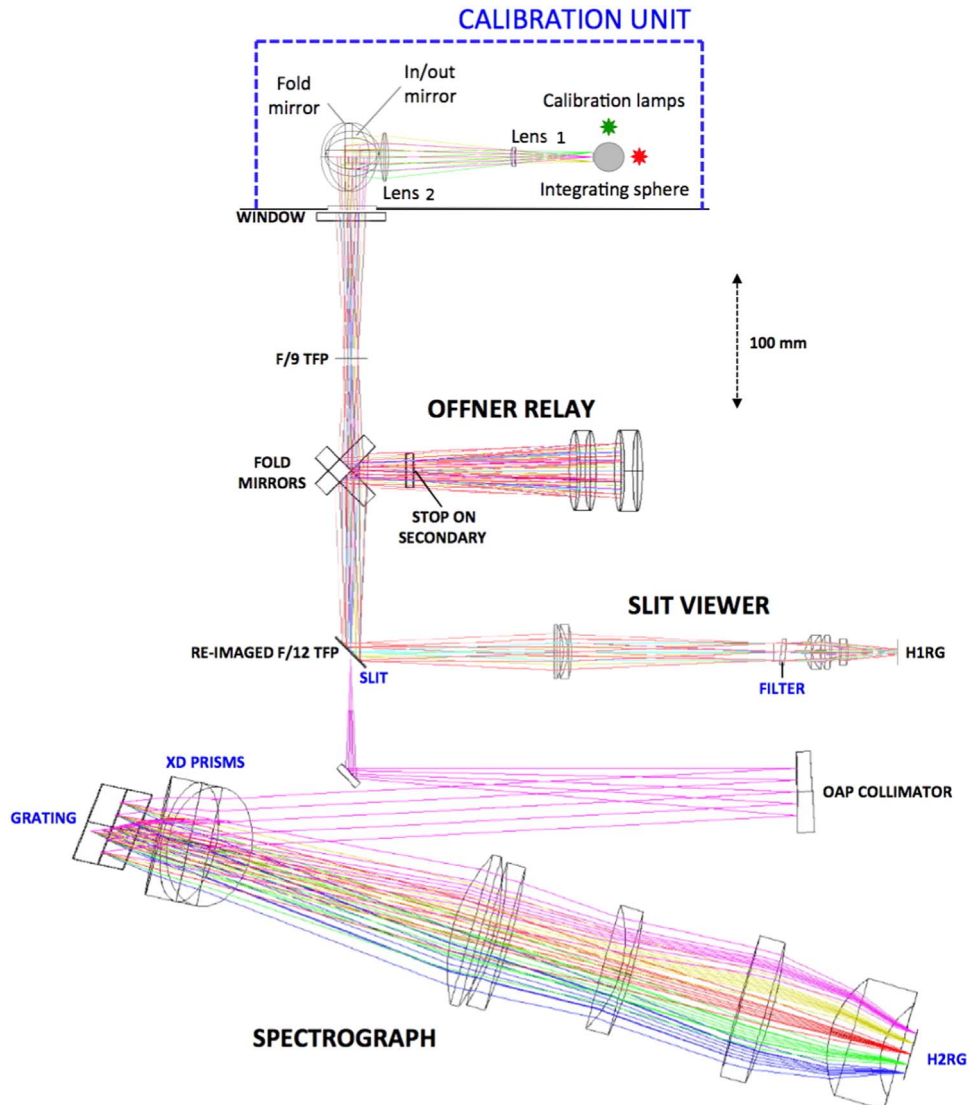 CALIBRATION UNIT
Fold
mirror
In/out
mirror
Calibration lamps
Lens 1
Integrating sphere
Lens 2
WINDOW
F/9 TFP
100 mm
OFFNER RELAY
FOLD
MIRRORS
STOP ON
SECONDARY
SLIT VIEWER
RE-IMAGED F/12 TFP
SLIT
H1RG
FILTER
XD PRISMS
OAP COLLIMATOR
GRATING
SPECTROGRAPH
H2RG